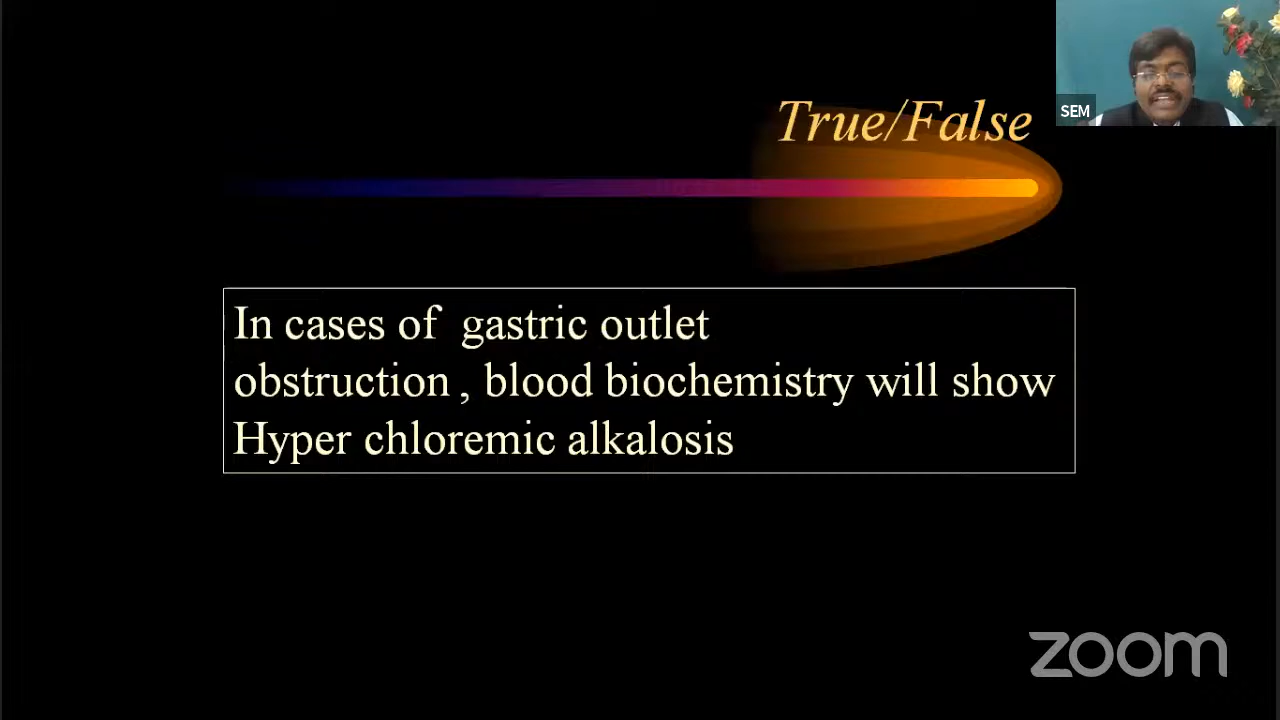 True/False
SEM
In cases of gastric outlet
obstruction , blood biochemistry will show
Hyper chloremic alkalosis
zoom